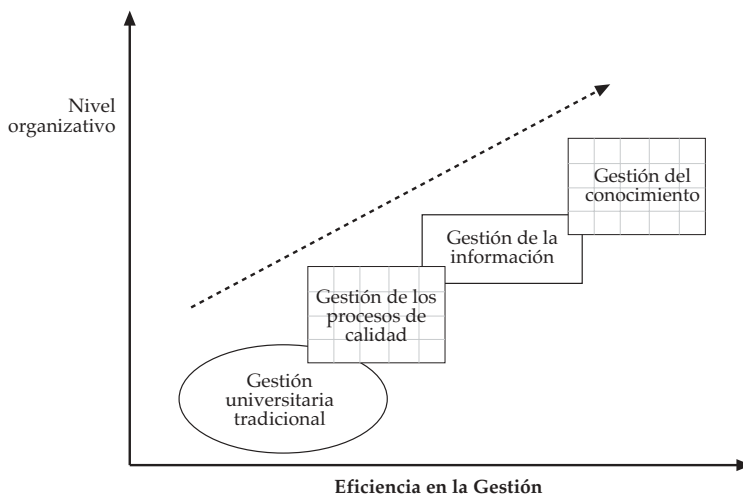 Nivel
organizativo
Gestión del
conocimiento
Gestión de la
información
Gestión de los
procesos de
calidad
Gestión
universitaria
tradicional
Eficiencia en la Gestión